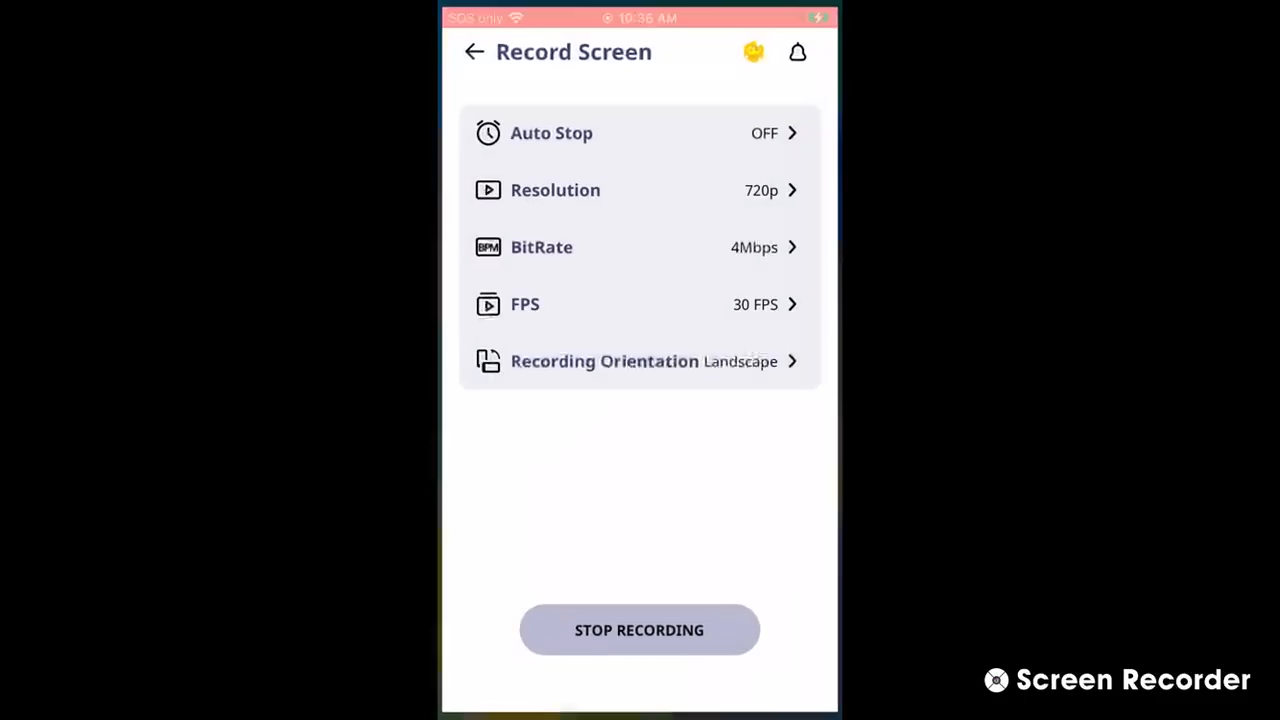 SOS only 10:36 AM
Record Screen
Auto Stop OFF
Resolution 720p
BPM BitRate 4Mbps
FPS 30 FPS
Recording Orientation Landscape
STOP RECORDING
Screen Recorder